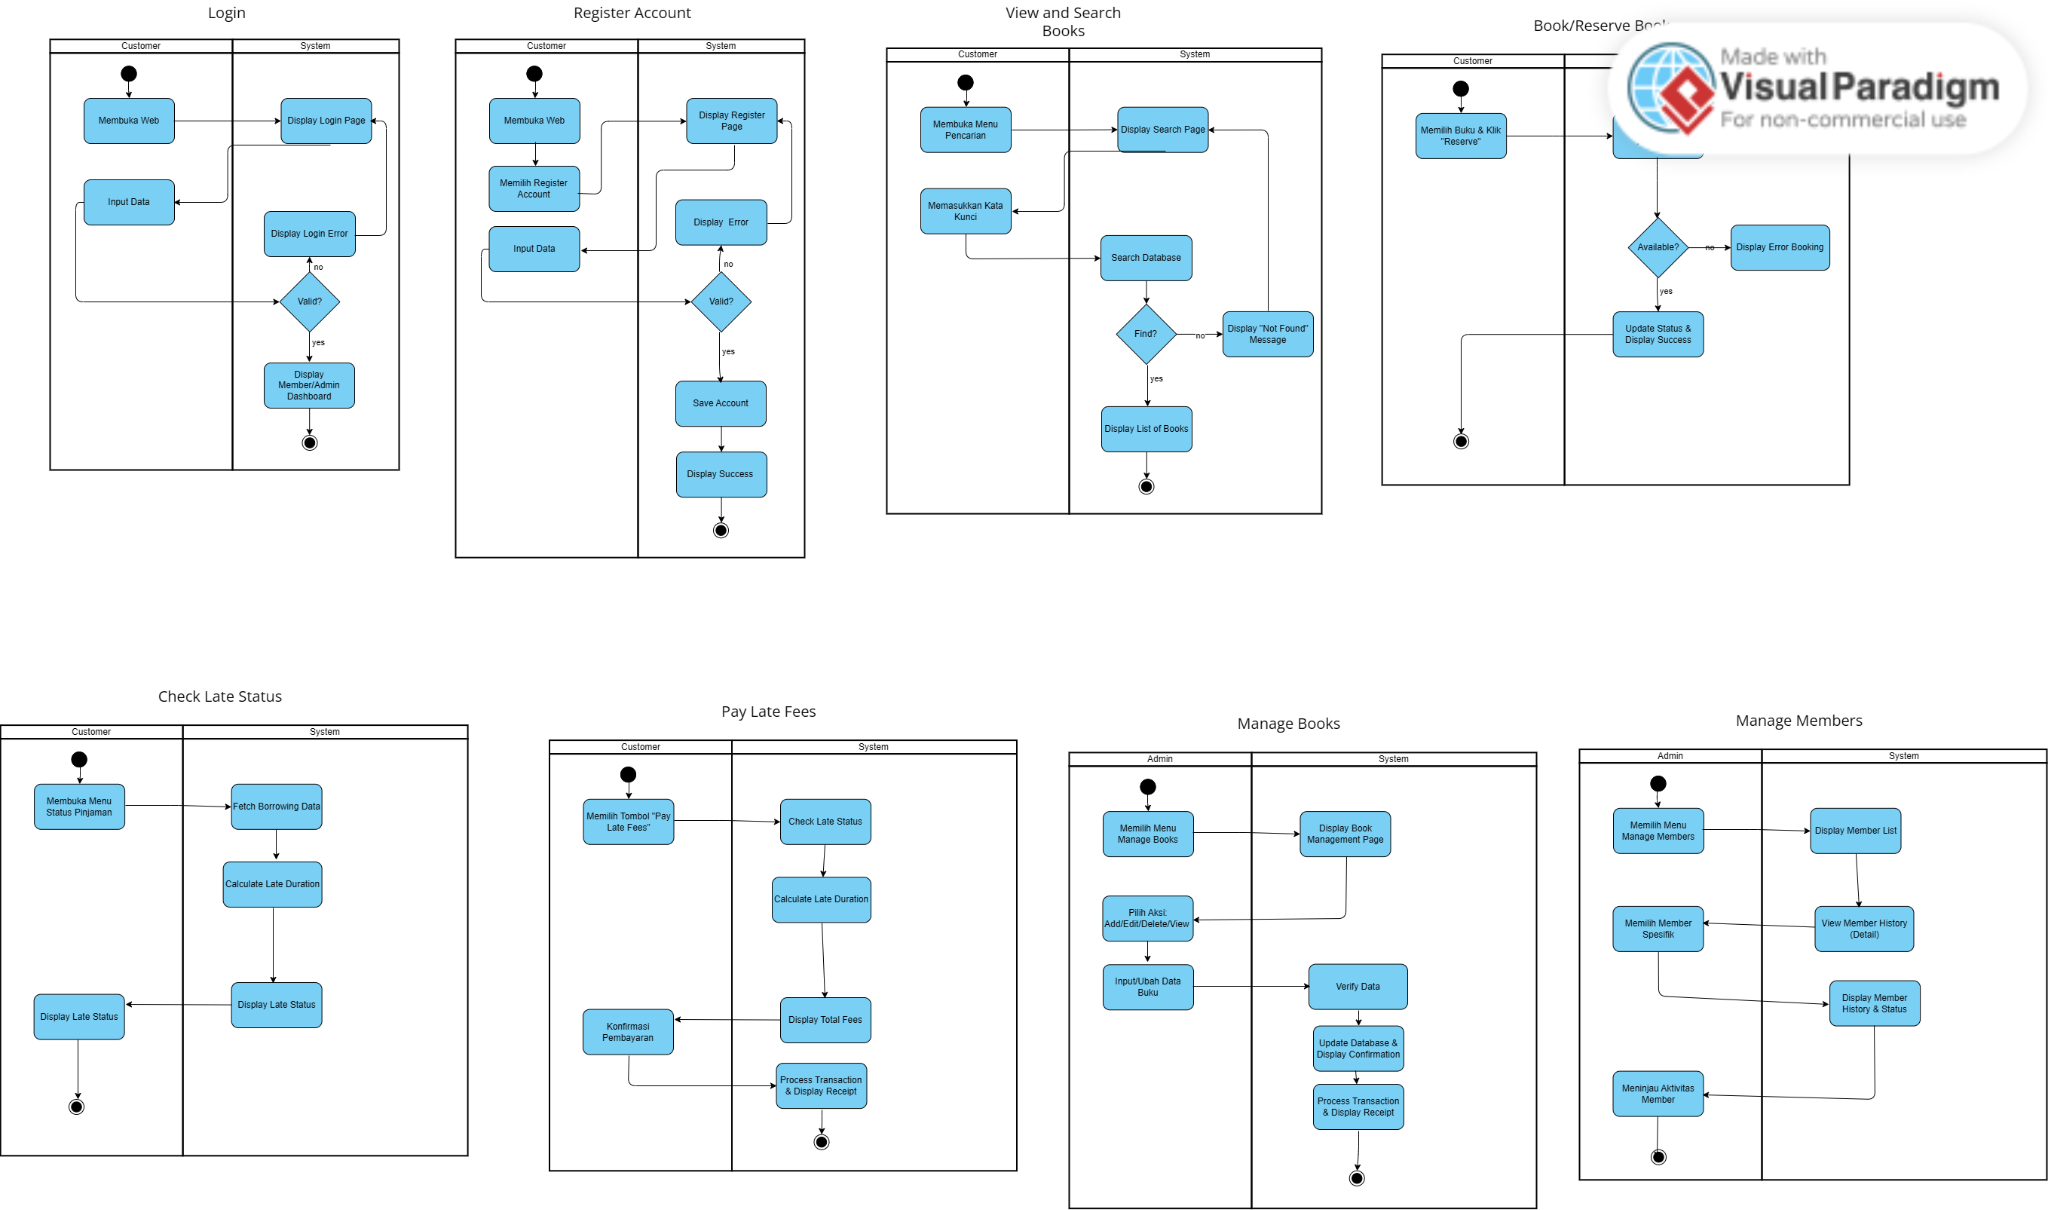 Login
Customer
System
Membuka Web
Display Login Page
Input Data
Display Login Error
no
Valid?
yes
Display
Member/Admin
Dashboard
Register Account
Customer
System
Membuka Web
Display Register
Page
Memilih Register
Account
Display  Error
Input Data
no
Valid?
yes
Save Account
Display Success
View and Search
Books
Customer
System
Membuka Menu
Pencarian
Display Search Page
Memasukkan Kata
Kunci
Search Database
Find?
no
Display "Not Found"
Message
yes
Display List of Books
Book/Reserve
Customer
Made with
Visual Paradigm
For non-commercial use
Memilih Buku & Klik
"Reserve"
Available?
no
Display Error Booking
yes
Update Status &
Display Success
Check Late Status
Customer
System
Membuka Menu
Status Pinjaman
Fetch Borrowing Data
Calculate Late Duration
Display Late Status
Display Late Status
Pay Late Fees
Customer
System
Memilih Tombol "Pay
Late Fees"
Check Late Status
Calculate Late Duration
Display Total Fees
Konfirmasi
Pembayaran
Process Transaction
& Display Receipt
Manage Books
Admin
System
Memilih Menu
Manage Books
Display Book
Management Page
Pilih Aksi:
Add/Edit/Delete/View
Input/Ubah Data
Buku
Verify Data
Update Database &
Display Confirmation
Process Transaction
& Display Receipt
Manage Members
Admin
System
Memilih Menu
Manage Members
Display Member List
Memilih Member
Spesifik
View Member History
(Detail)
Display Member
History & Status
Meninjau Aktivitas
Member